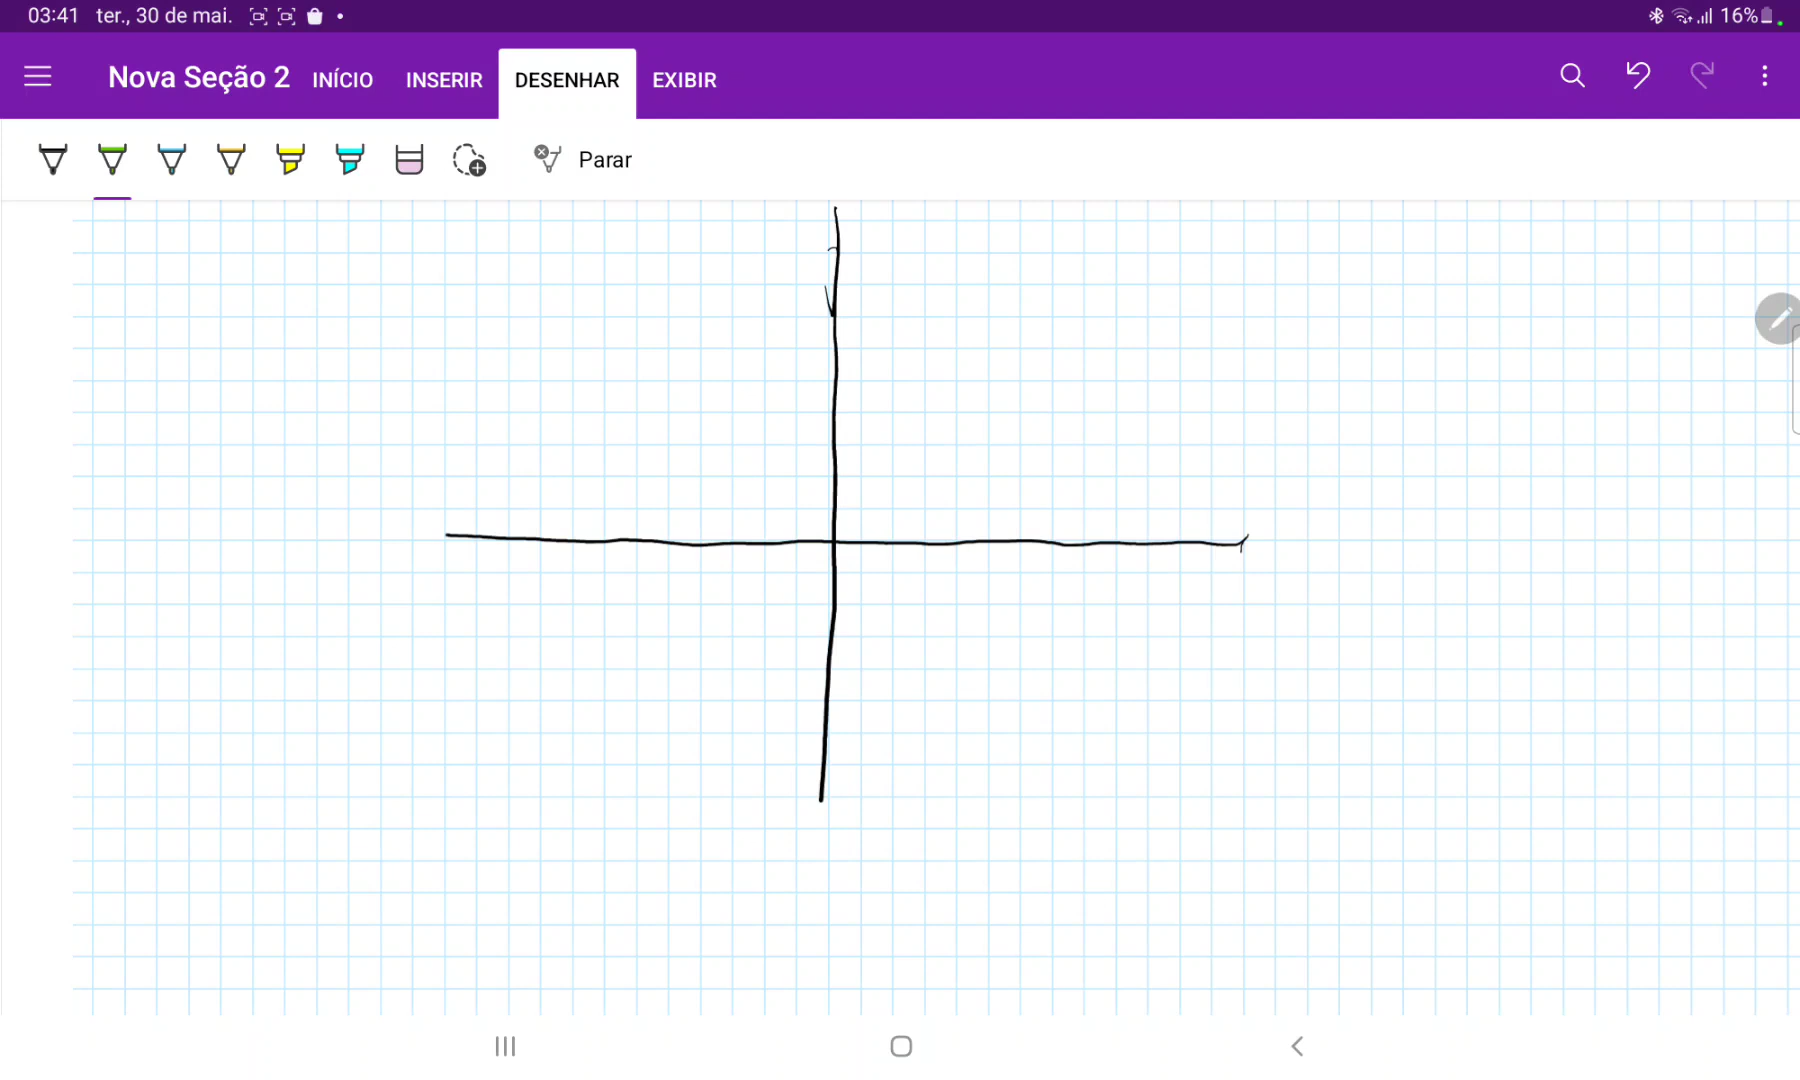 03:41 ter., 30 de mai. 16%
Nova Seção 2 INÍCIO INSERIR DESENHAR EXIBIR
Parar